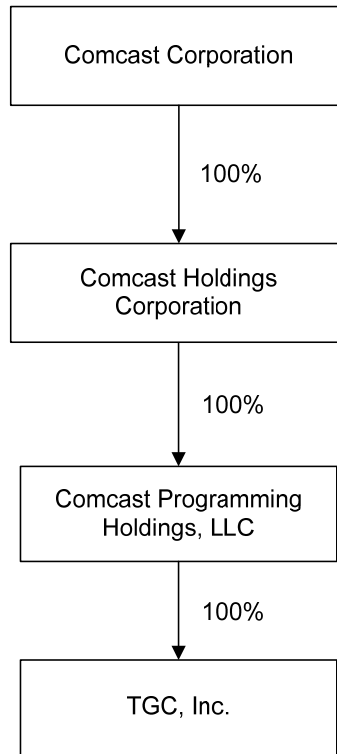 Comcast Corporation
100%
Comcast Holdings
Corporation
100%
Comcast Programming
Holdings, LLC
100%
TGC, Inc.